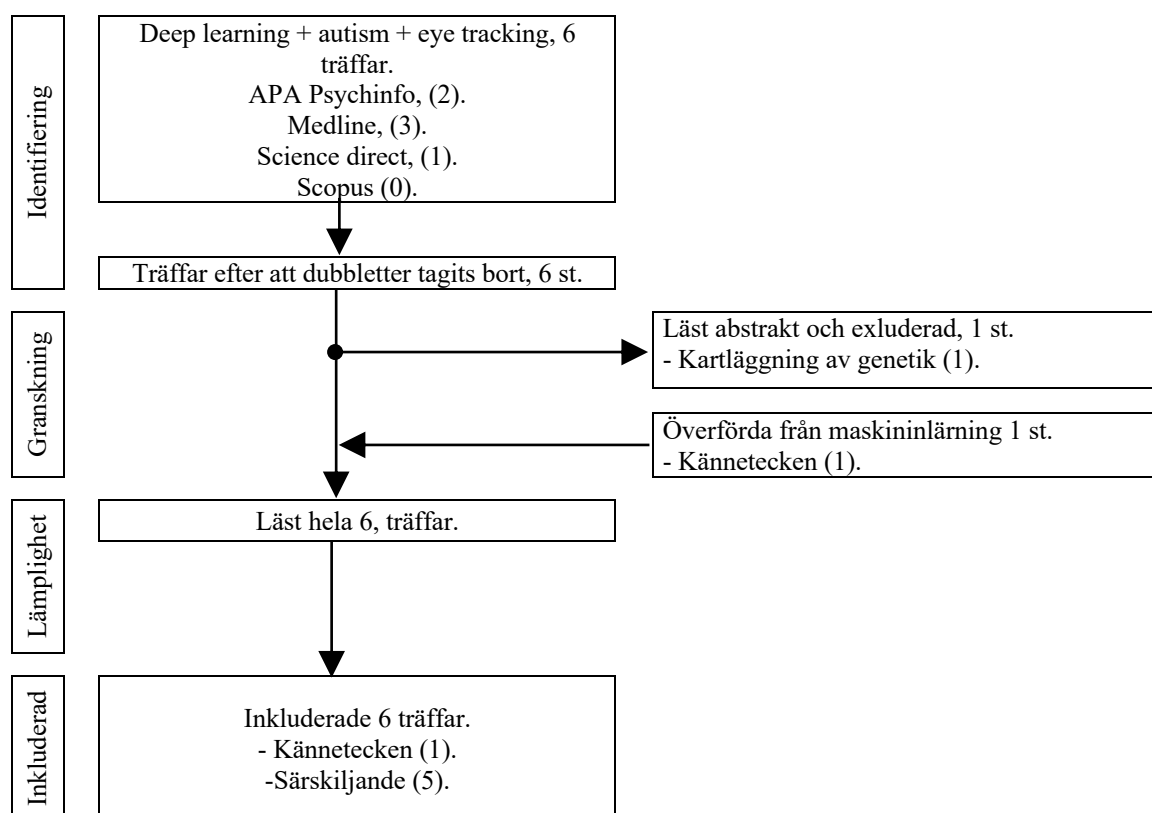 Identifiering
Deep learning + autism + eye tracking, 6
träffar.
APA Psychinfo, (2).
Medline, (3).
Science direct, (1).
Scopus (0).
Träffar efter att dubbletter tagits bort, 6 st.
Granskning
Läst abstrakt och exluderad, 1 st.
- Kartläggning av genetik (1).
Överförda från maskininlärning 1 st.
- Kännetecken (1).
Lämplighet
Läst hela 6, träffar.
Inkluderad
Inkluderade 6 träffar.
- Kännetecken (1).
-Särskiljande (5).